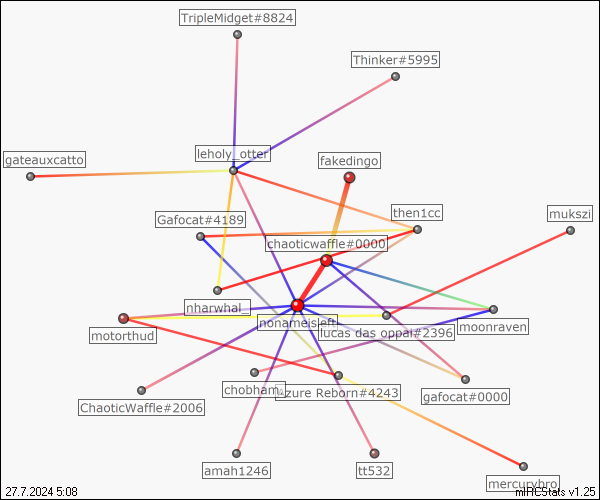 TripleMidget#8824
Thinker#5995
leholy_otter
gateauxcatto
fakedingo
then1cc
Gafocat#4189
mukszi
chaoticwaffle#0000
nharwhal_
nonameisleft
lucas das oppai#2396
moonraven
motorthud
chobham
Azure Reborn#4243
gafocat#0000
ChaoticWaffle#2006
amah1246
tt532
mercurybro
27.7.2024 5:08
mIRCStats v1.25